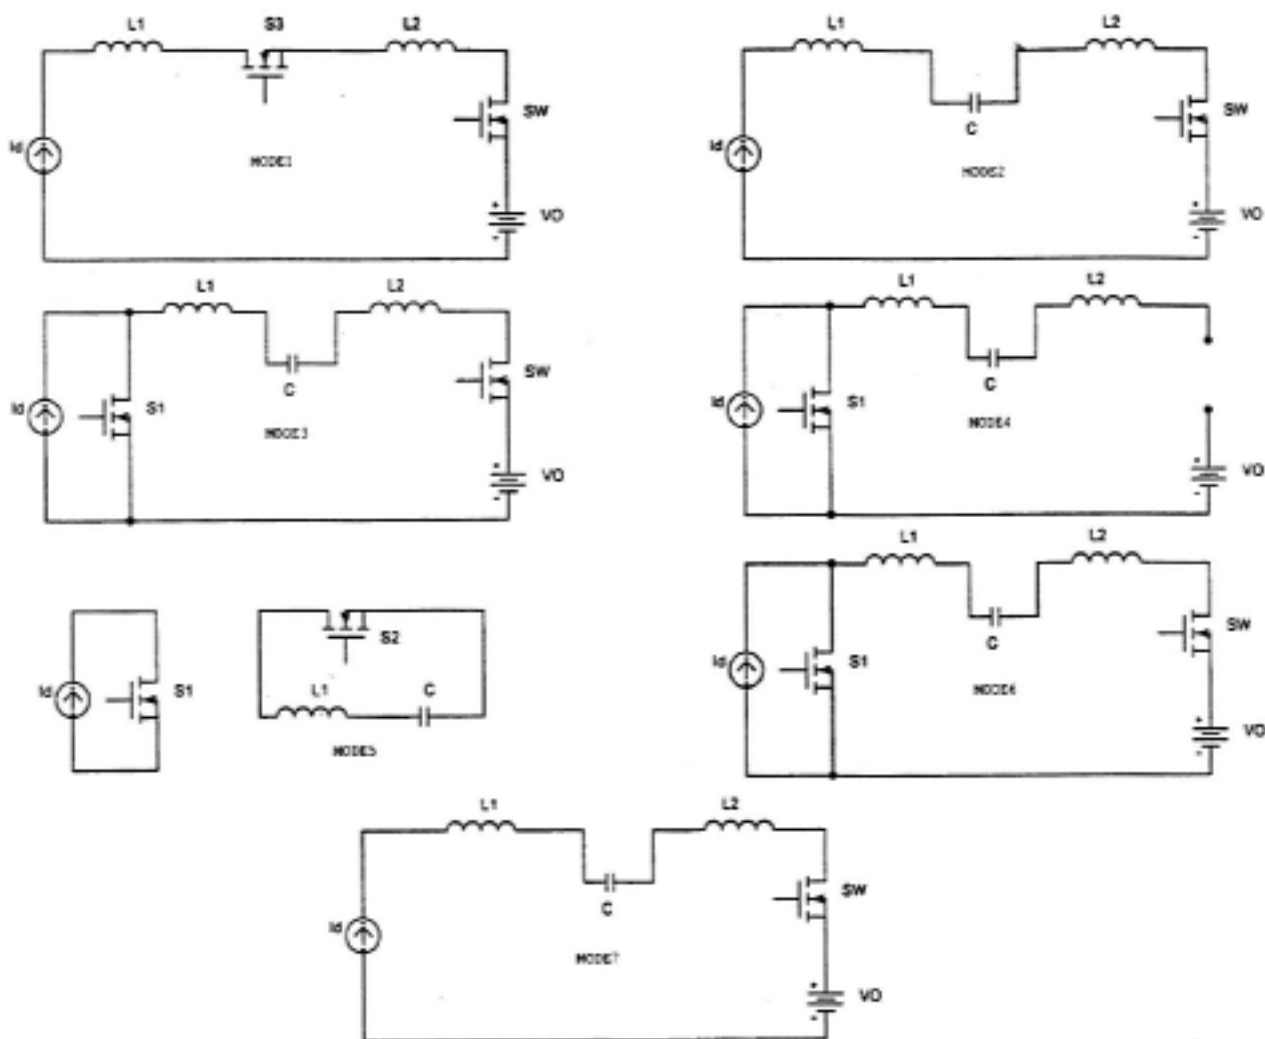 L1 S3 L2
SW
Id
MODE1
VO
L1 L2
SW
Id
C
MODE2
VO
L1 L2
SW
C
Id
S1
MODE3
VO
L1 L2
C
Id
S1
MODE4
VO
S2
Id
S1
L1 C
MODE5
L1 L2
C
SW
Id
S1
MODE6
VO
L1 L2
SW
C
Id
MODE7
VO